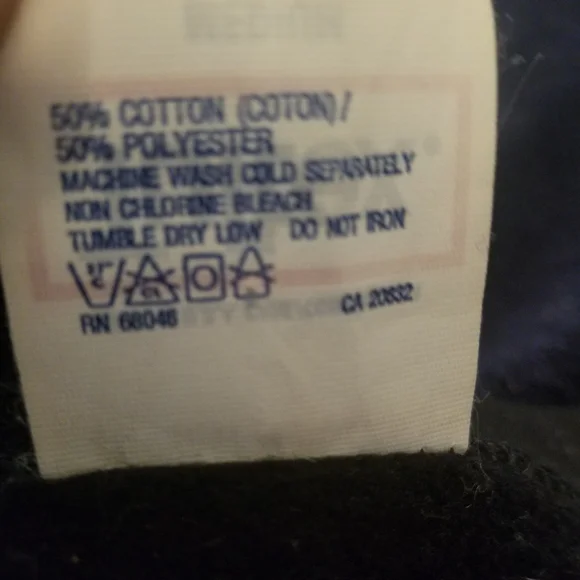 50% COTTON (COTON)/
50% POLYESTER
MACHINE WASH COLD SEPARATELY
NON CHLORINE BLEACH
TUMBLE DRY LOW DO NOT IRON
RN 68046 CA 20832